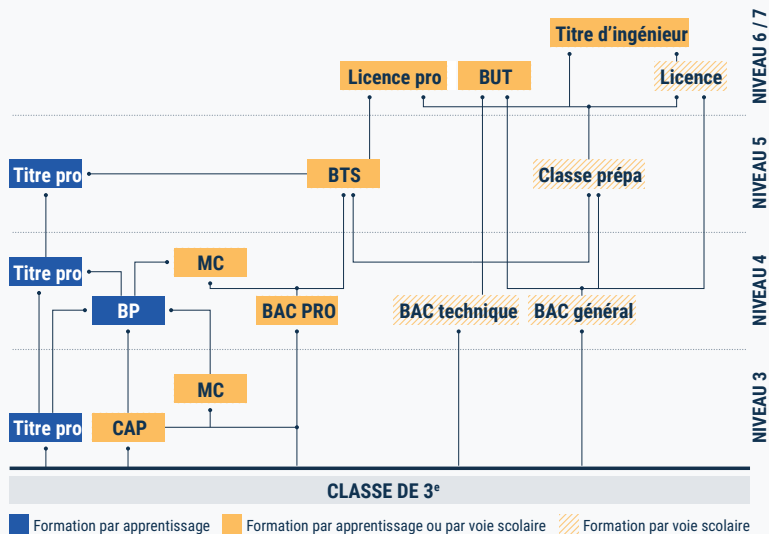 Titre d'ingénieur
Licence pro
BUT
Licence
NIVEAU 6 / 7
Titre pro
BTS
Classe prépa
NIVEAU 5
Titre pro
MC
BP
BAC PRO
BAC technique
BAC général
NIVEAU 4
MC
Titre pro
CAP
NIVEAU 3
CLASSE DE 3e
Formation par apprentissage
Formation par apprentissage ou par voie scolaire
Formation par voie scolaire